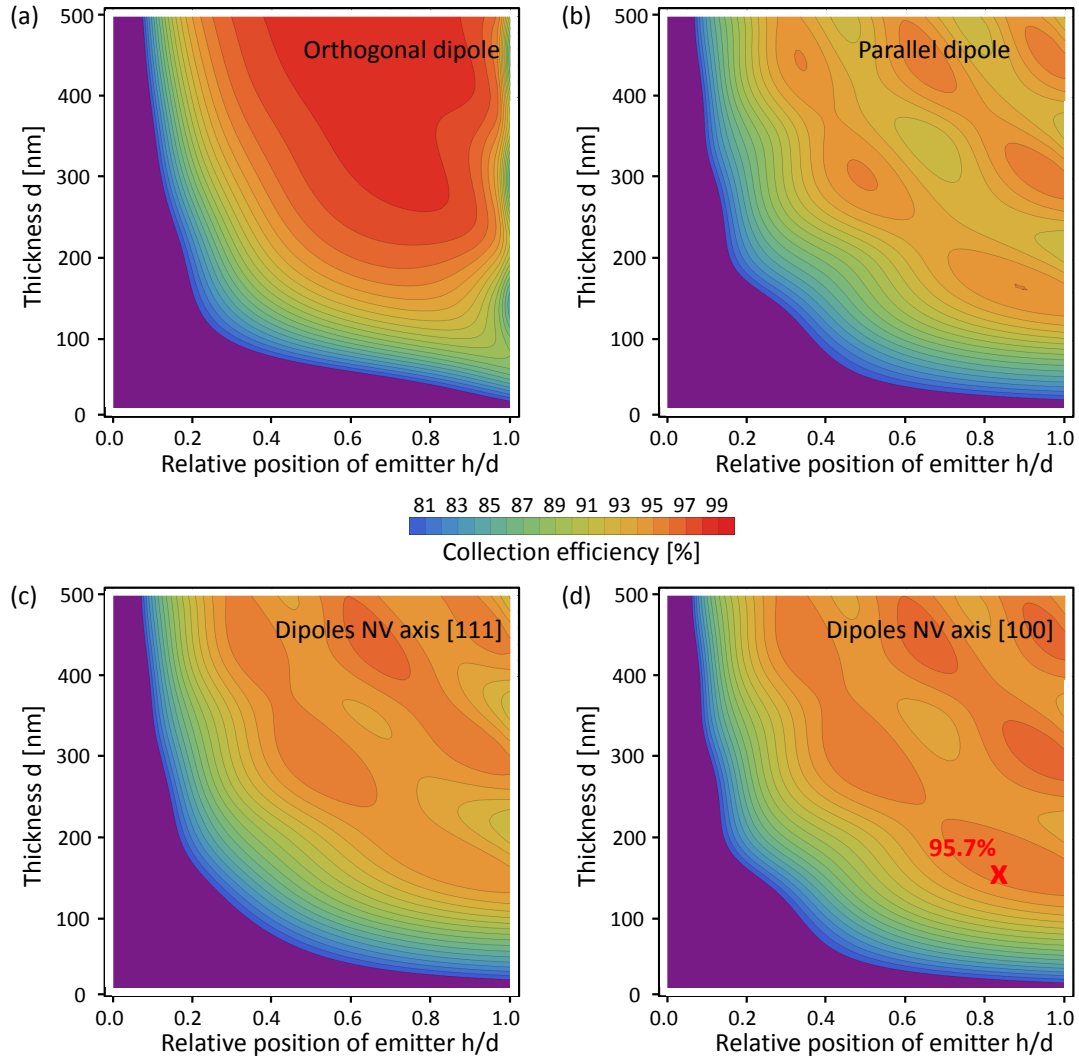 (a)
Orthogonal dipole
500
400
300
200
100
0
Thickness d [nm]
0.0 0.2 0.4 0.6 0.8 1.0
Relative position of emitter h/d
(b)
Parallel dipole
500
400
300
200
100
0
Thickness d [nm]
0.0 0.2 0.4 0.6 0.8 1.0
Relative position of emitter h/d
81 83 85 87 89 91 93 95 97 99
Collection efficiency [%]
(c)
Dipoles NV axis [111]
500
400
300
200
100
0
Thickness d [nm]
0.0 0.2 0.4 0.6 0.8 1.0
Relative position of emitter h/d
(d)
Dipoles NV axis [100]
500
400
300
200
100
0
Thickness d [nm]
95.7%
X
0.0 0.2 0.4 0.6 0.8 1.0
Relative position of emitter h/d